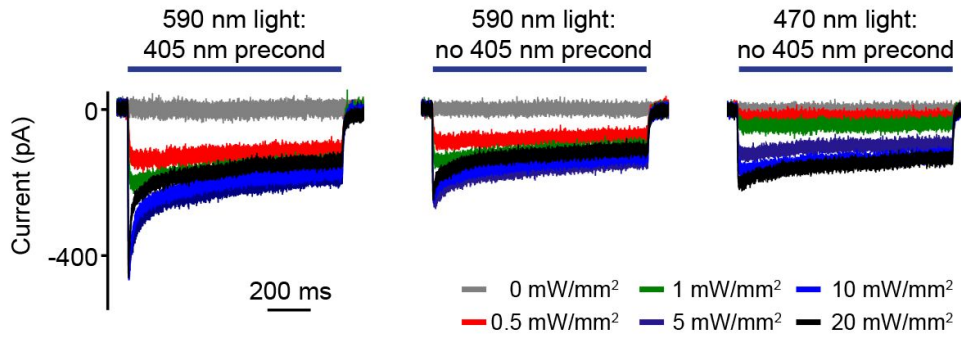 590 nm light:
405 nm precond
590 nm light:
no 405 nm precond
470 nm light:
no 405 nm precond
Current (pA)
0
-400
200 ms
0 mW/mm²
1 mW/mm²
10 mW/mm²
0.5 mW/mm²
5 mW/mm²
20 mW/mm²